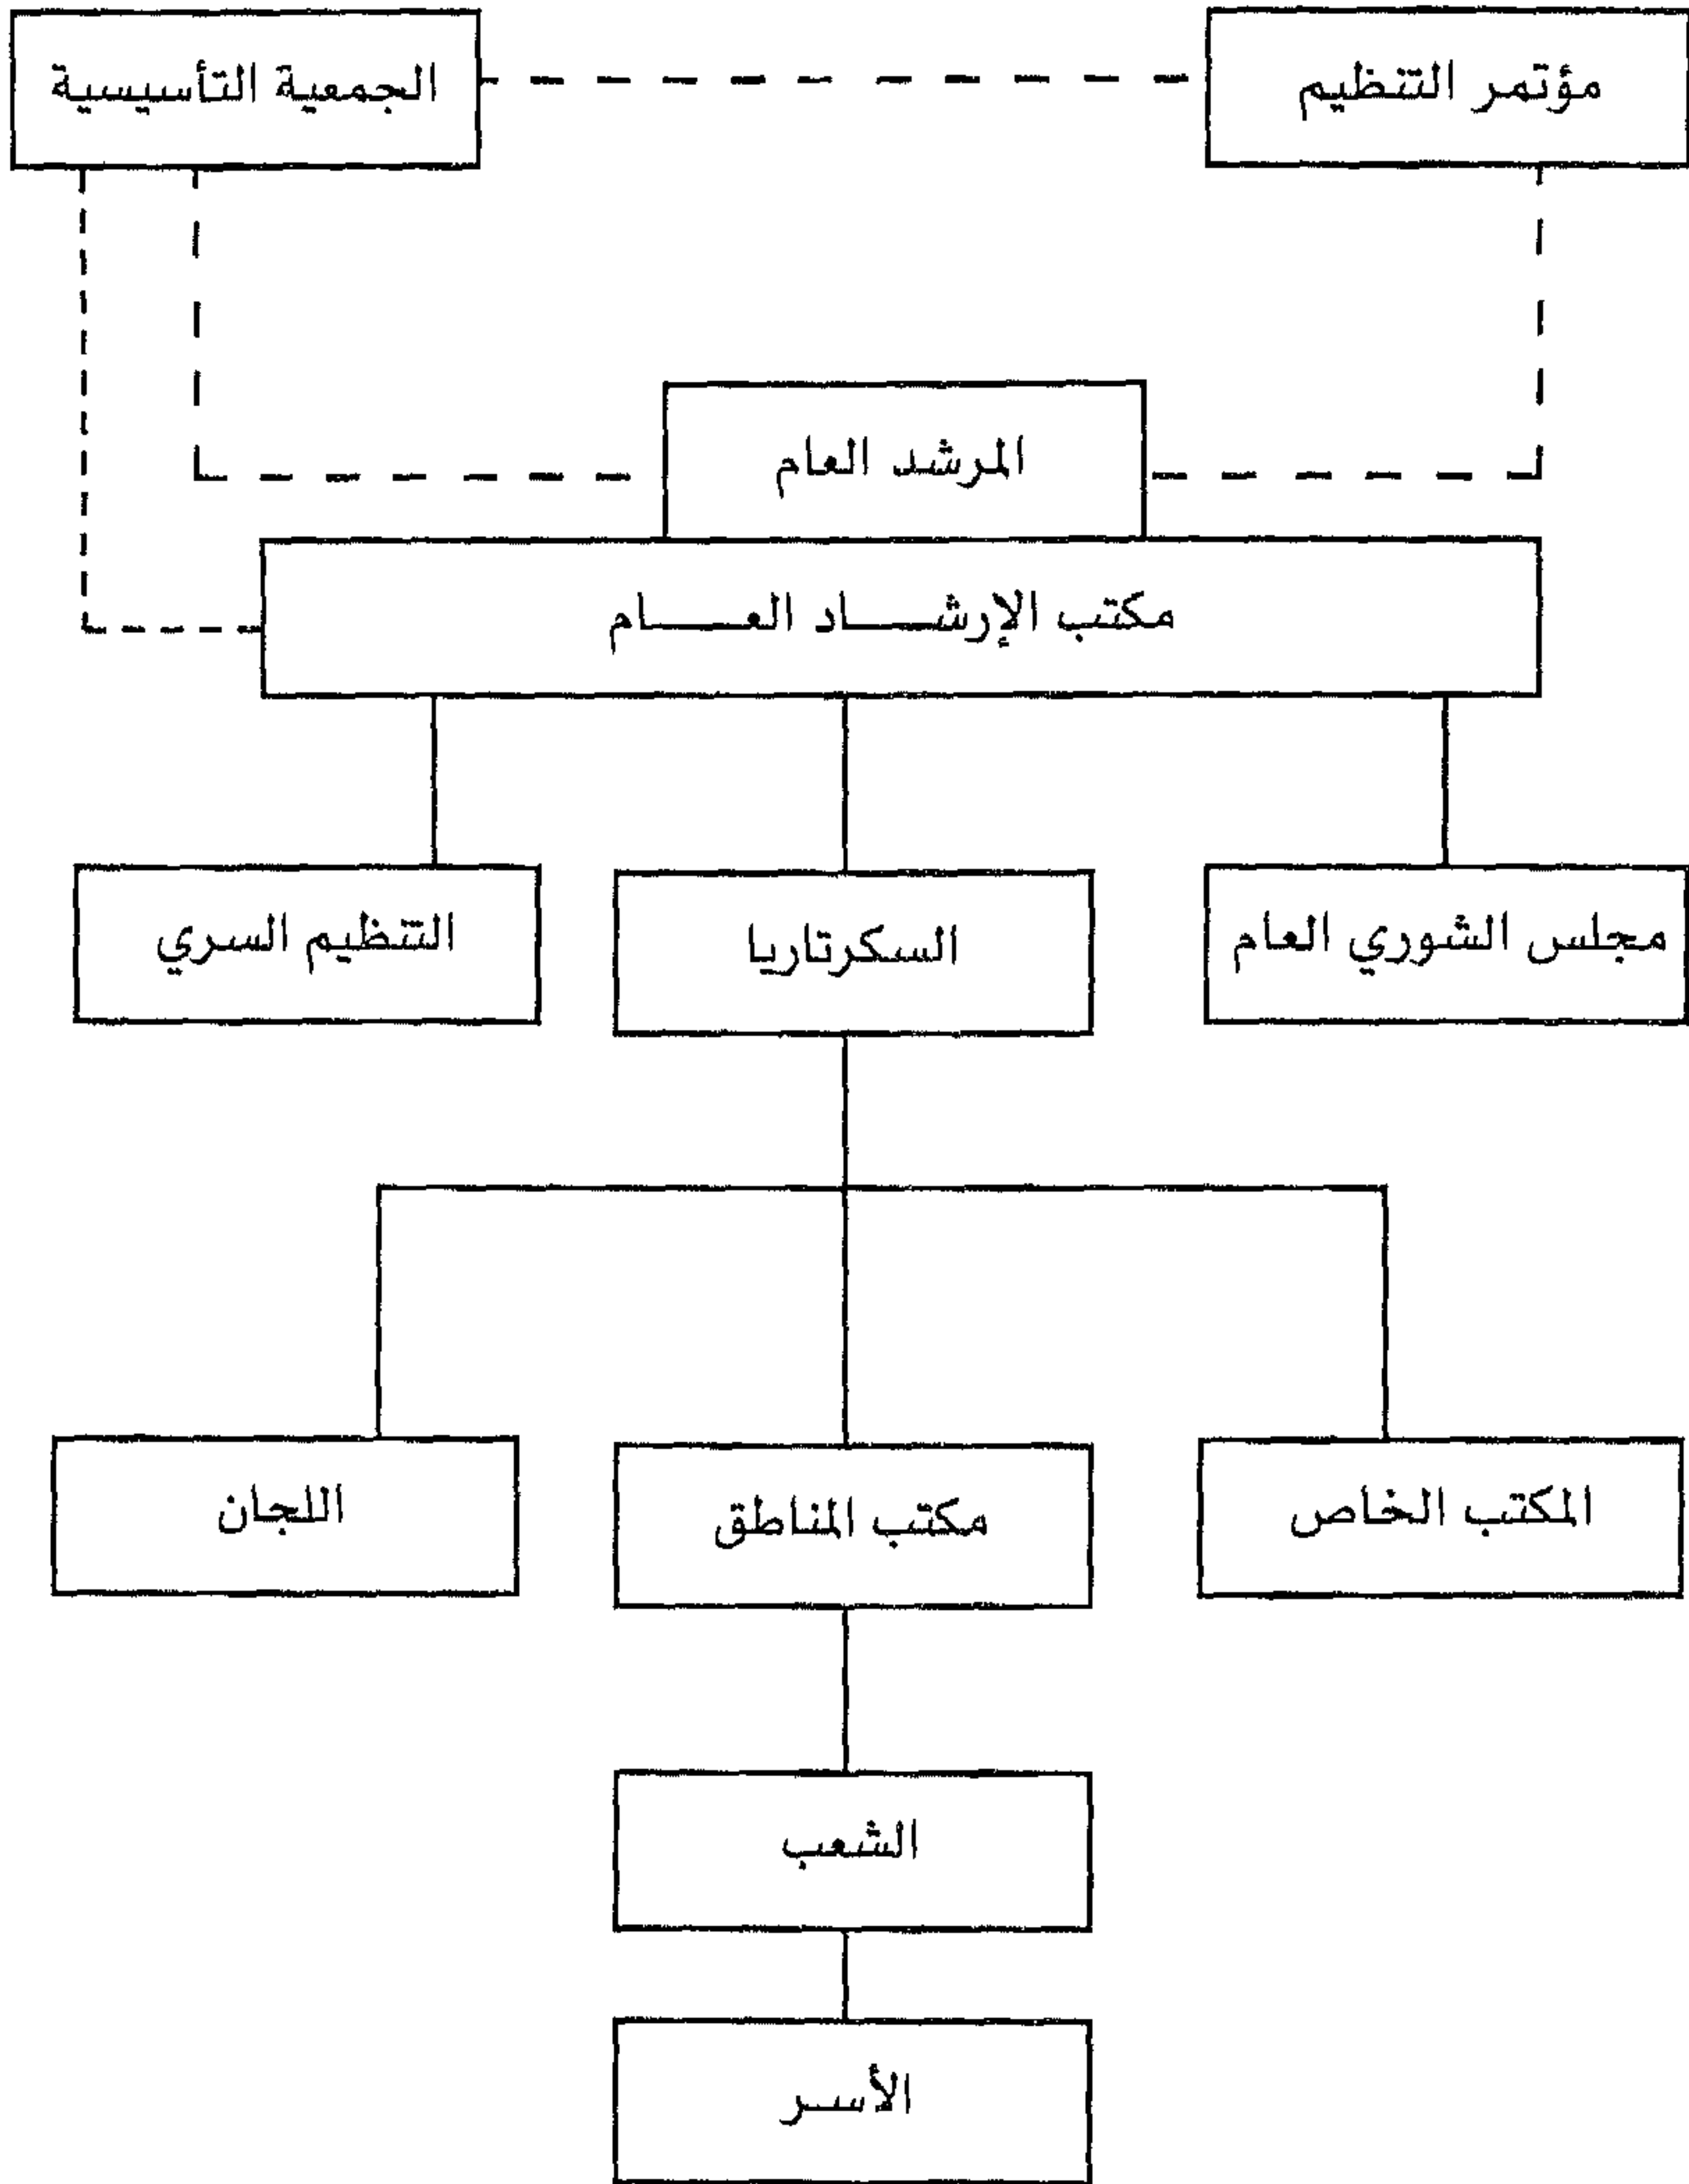 مؤتمر التنظيم
الجمعية التأسيسية
المرشد العام
مكتب الإرشـــاد العـــام
مجلس الشوري العام
السكرتاريا
التنظيم السري
المكتب الخاص
مكتب المناطق
اللجان
الشعب
الأسـر